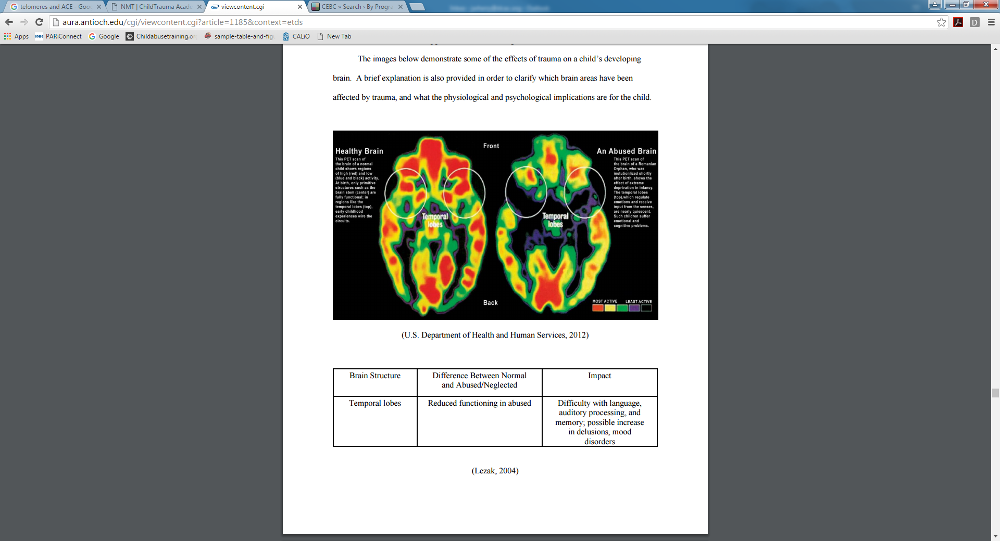 telomeres and ACE - Goo
NMT | ChildTrauma Acade
viewcontent.cgi
CEBC » Search › By Progra
aura.antioch.edu/cgi/viewcontent.cgi?article=1185&context=etds
Apps
PAR PARiConnect
Google
Childabusetraining.or
sample-table-and-fig
CALiO
New Tab
D
The images below demonstrate some of the effects of trauma on a child’s developing
brain. A brief explanation is also provided in order to clarify which brain areas have been
affected by trauma, and what the physiological and psychological implications are for the child.
Healthy Brain
This PET scan of
the brain of a normal
child shows regions
of high (red) and low
(blue and black) activity.
At birth, only primitive
structures such as the
brain stem (center) are
fully functional; in
regions like the
temporal lobes (top),
early childhood
experiences wire the
circuits.
Front
Temporal
lobes
Back
An Abused Brain
This PET scan of
the brain of a Romanian
Orphan, who was
instutionlized shortly
after birth, shows the
effect of extreme
deprivation in infancy.
The temporal lobes
(top),which regulate
emotions and receive
input from the senses,
are nearly quiescent.
Such children suffer
emotional and
cognitive problems.
Temporal
lobes
MOST ACTIVE LEAST ACTIVE
(U.S. Department of Health and Human Services, 2012)
Brain Structure
Difference Between Normal
and Abused/Neglected
Impact
Temporal lobes
Reduced functioning in abused
Difficulty with language,
auditory processing, and
memory; possible increase
in delusions, mood
disorders
(Lezak, 2004)